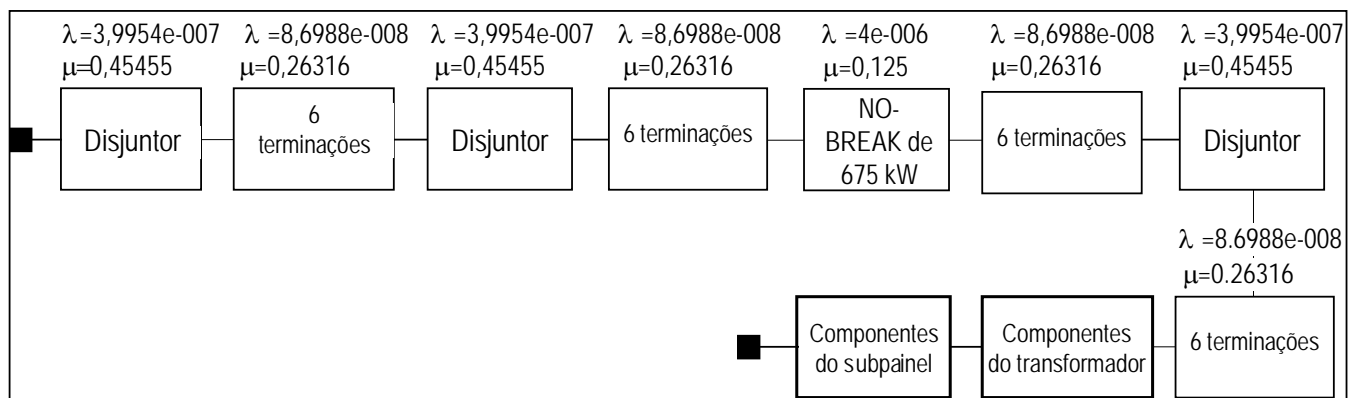 λ=3,9954e-007
μ=0,45455
Disjuntor
λ =8,6988e-008
μ=0,26316
6
terminações
λ =3,9954e-007
μ=0,45455
Disjuntor
λ =8,6988e-008
μ=0,26316
6 terminações
λ =4e-006
μ=0,125
NO-
BREAK de
675 kW
λ =8,6988e-008
μ=0,26316
6 terminações
λ =3,9954e-007
μ=0,45455
Disjuntor
λ =8.6988e-008
μ=0.26316
6 terminações
Componentes
do transformador
Componentes
do subpainel